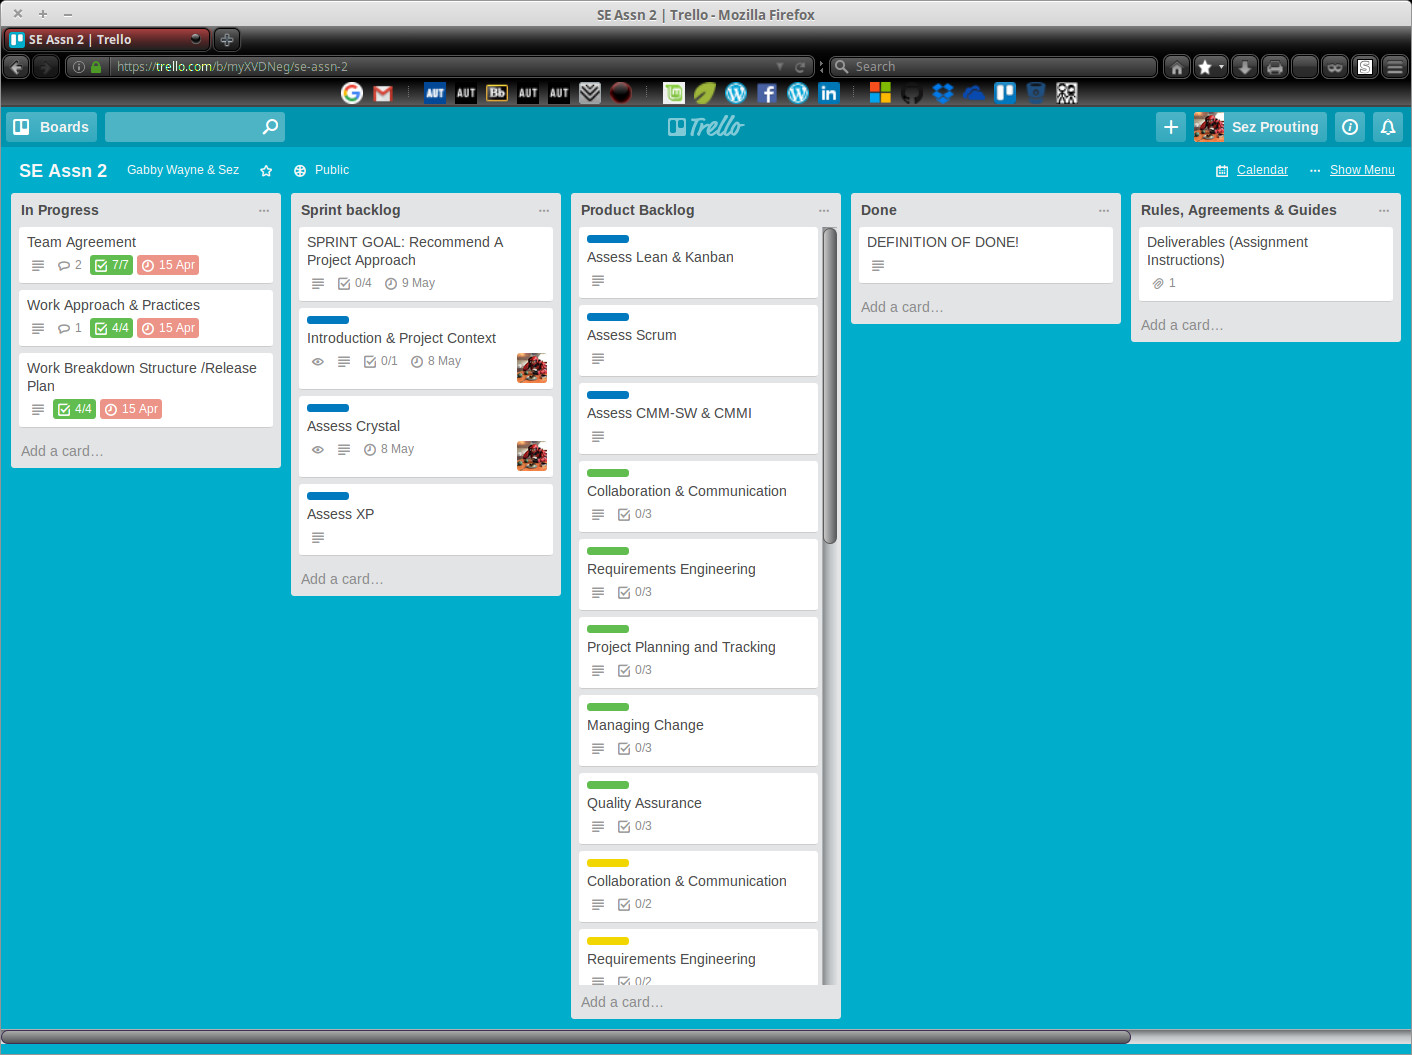 SE Assn 2 | Trello - Mozilla Firefox
SE Assn 2 | Trello
https://trello.com/b/myXVDNeg/se-assn-2
Search
AUT AUT Bb AUT AUT
Boards
Trello
Sez Prouting
SE Assn 2
Gabby Wayne & Sez
Public
Calendar
Show Menu
In Progress
Team Agreement
2 7/7 15 Apr
Work Approach & Practices
1 4/4 15 Apr
Work Breakdown Structure /Release
Plan
4/4 15 Apr
Add a card…
Sprint backlog
SPRINT GOAL: Recommend A
Project Approach
0/4 9 May
Introduction & Project Context
0/1 8 May
Assess Crystal
8 May
Assess XP
Add a card…
Product Backlog
Assess Lean & Kanban
Assess Scrum
Assess CMM-SW & CMMI
Collaboration & Communication
0/3
Requirements Engineering
0/3
Project Planning and Tracking
0/3
Managing Change
0/3
Quality Assurance
0/3
Collaboration & Communication
0/2
Requirements Engineering
0/2
Add a card…
Done
DEFINITION OF DONE!
Add a card…
Rules, Agreements & Guides
Deliverables (Assignment
Instructions)
1
Add a card…